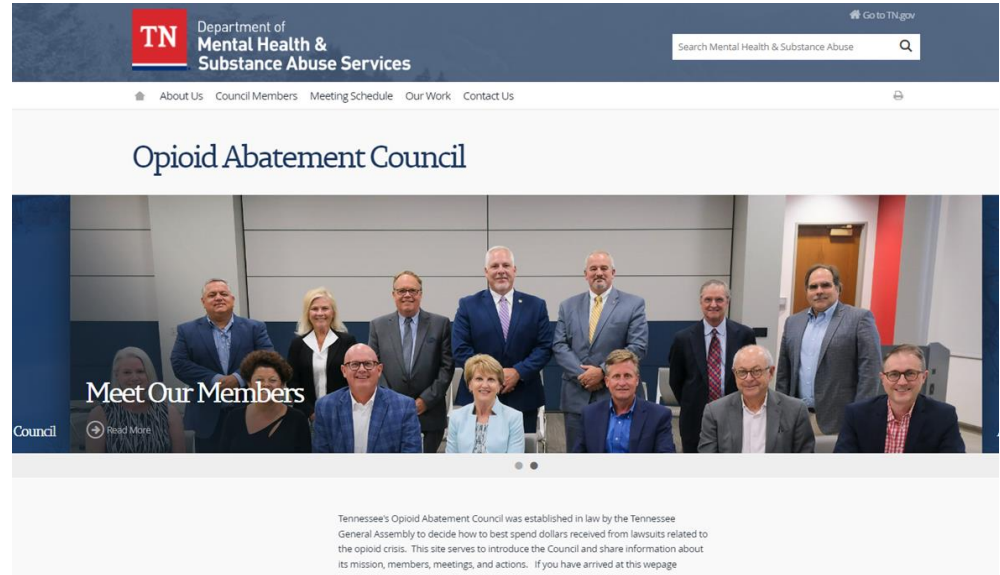 Go to TN.gov
TN
Department of
Mental Health &
Substance Abuse Services
Search Mental Health & Substance Abuse
About Us Council Members Meeting Schedule Our Work Contact Us
Opioid Abatement Council
Meet Our Members
Read More
Council
Tennessee's Opioid Abatement Council was established in law by the Tennessee
General Assembly to decide how to best spend dollars received from lawsuits related to
the opioid crisis. This site serves to introduce the Council and share information about
its mission, members, meetings, and actions. If you have arrived at this wepage